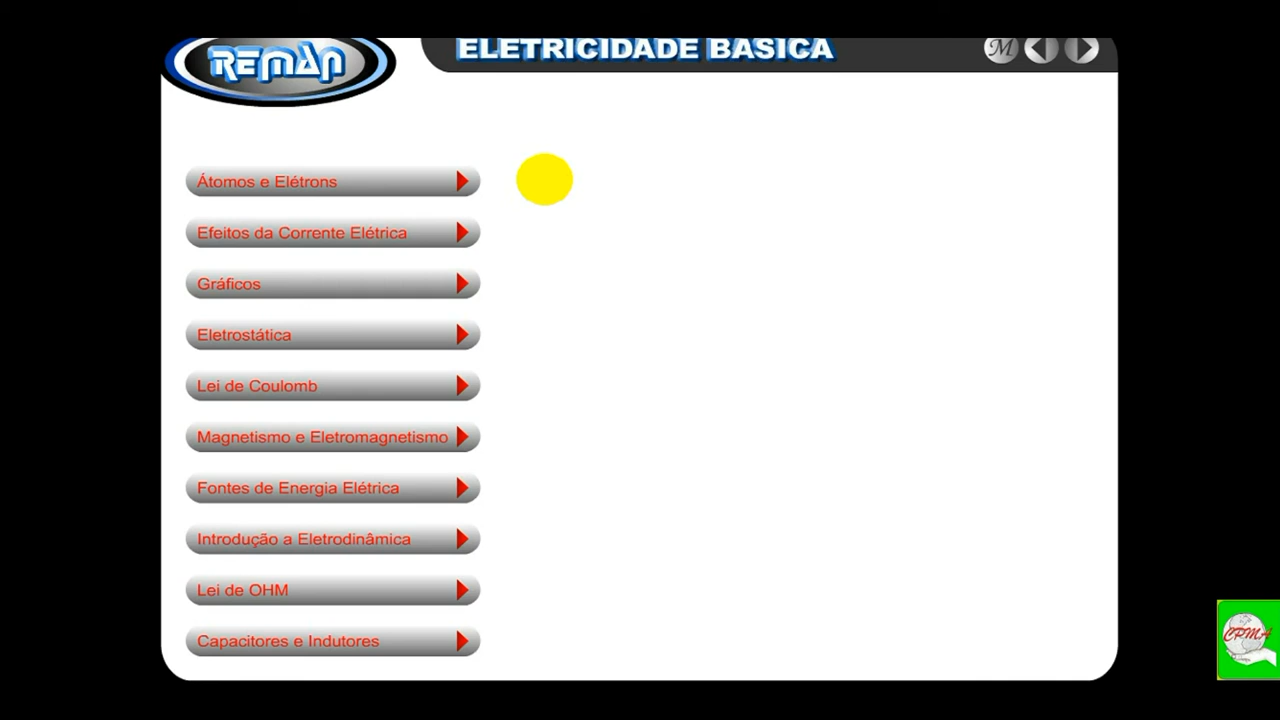 REMAN
ELETRICIDADE BÁSICA
M
Átomos e Elétrons
Efeitos da Corrente Elétrica
Gráficos
Eletrostática
Lei de Coulomb
Magnetismo e Eletromagnetismo
Fontes de Energia Elétrica
Introdução a Eletrodinâmica
Lei de OHM
Capacitores e Indutores
CPMA